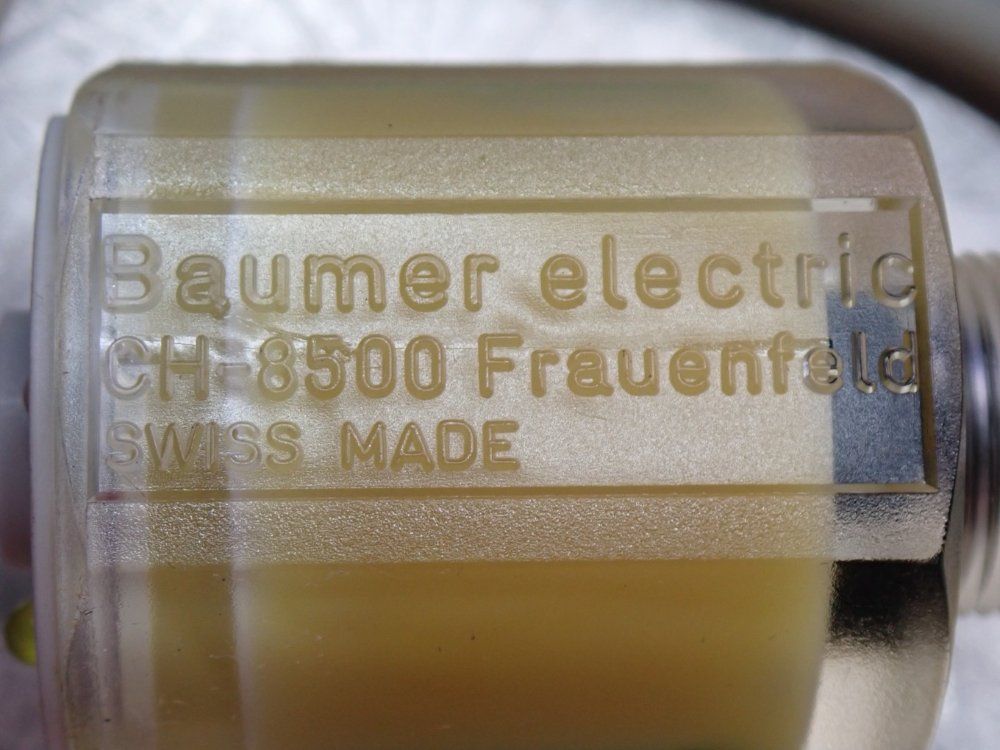 Baumer electric
CH-8500 Frauenfeld
SWISS MADE